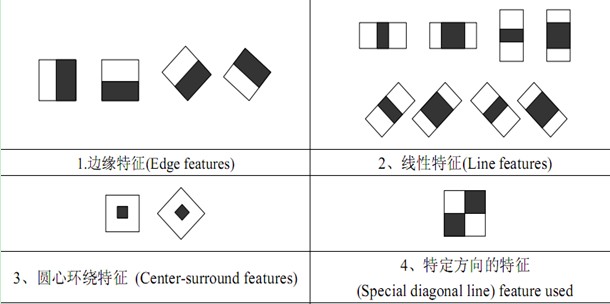 1.边缘特征(Edge features)
2、线性特征(Line features)
3、圆心环绕特征 (Center-surround features)
4、特定方向的特征
(Special diagonal line) feature used